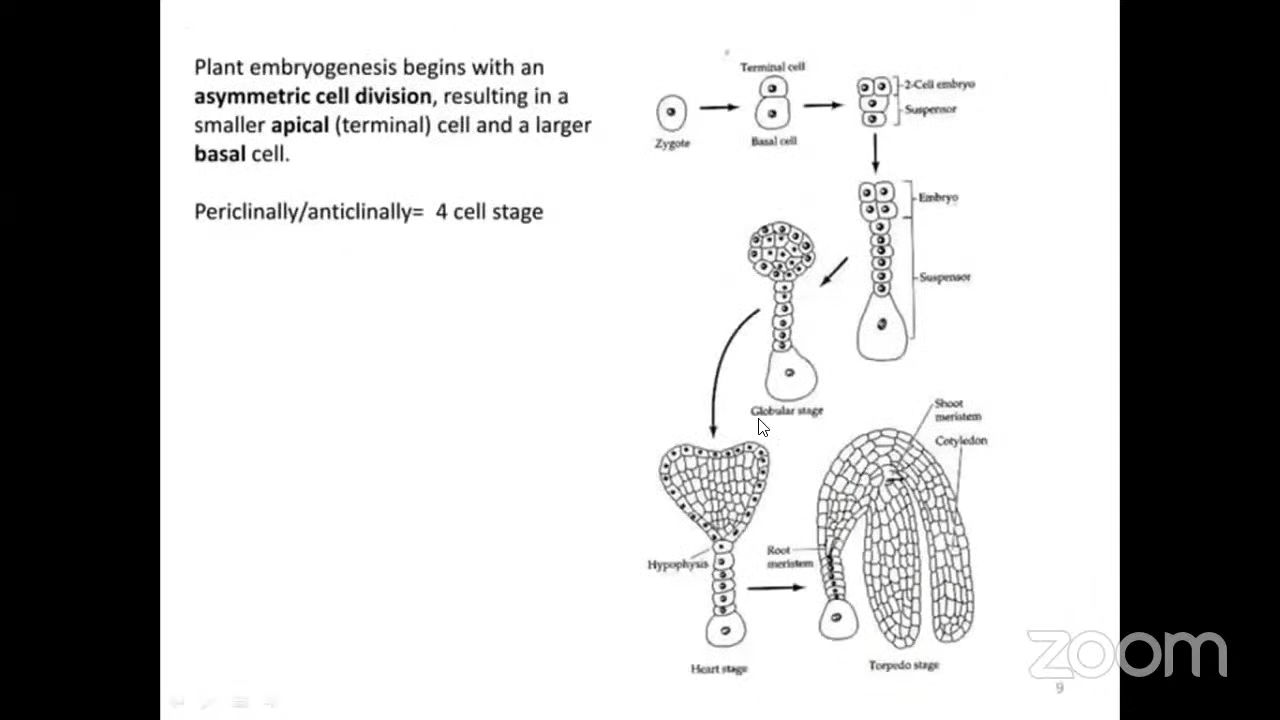 Plant embryogenesis begins with an
asymmetric cell division, resulting in a
smaller apical (terminal) cell and a larger
basal cell.
Periclinally/anticlinally= 4 cell stage
Terminal cell
Zygote
Basal cell
2-Cell embryo
Suspensor
Embryo
Suspensor
Globular stage
Shoot
meristem
Cotyledon
Hypophysis
Root
meristem
Heart stage
Torpedo stage
zoom
9